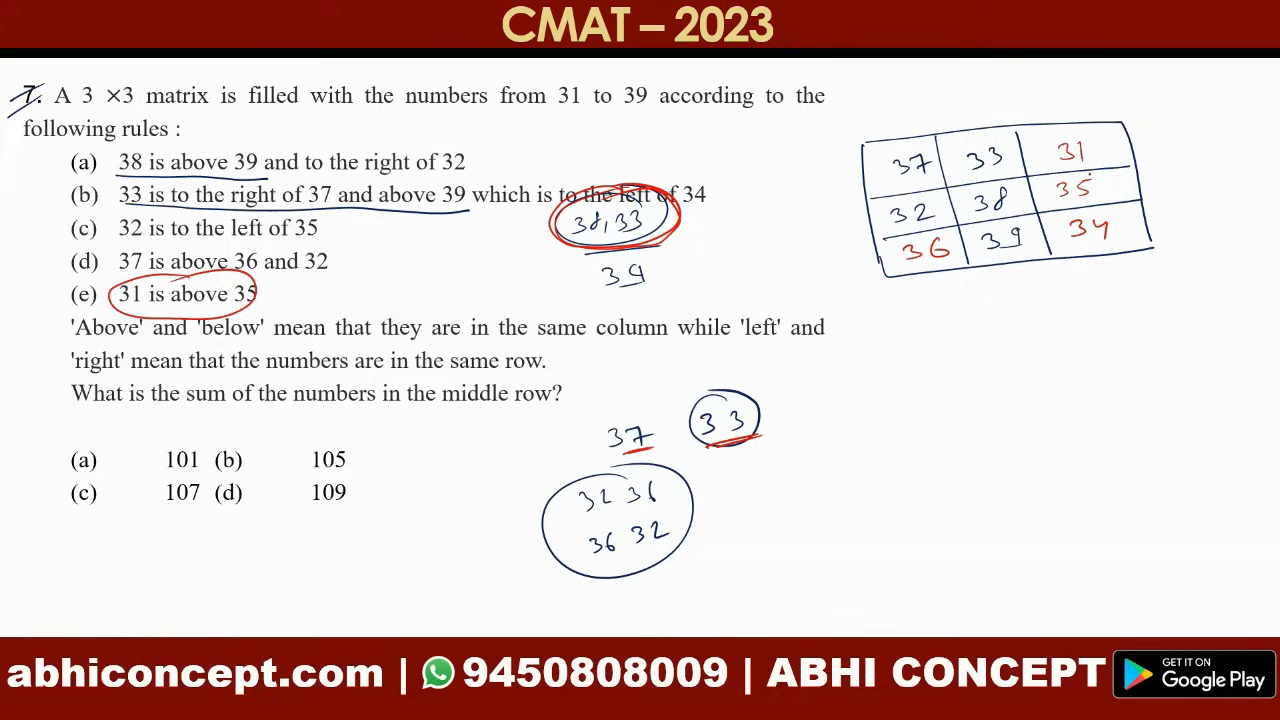 CMAT – 2023
7. A 3 ×3 matrix is filled with the numbers from 31 to 39 according to the
following rules :
(a) 38 is above 39 and to the right of 32
(b) 33 is to the right of 37 and above 39 which is to the left of 34
(c) 32 is to the left of 35
(d) 37 is above 36 and 32
(e) 31 is above 35
'Above' and 'below' mean that they are in the same column while 'left' and
'right' mean that the numbers are in the same row.
What is the sum of the numbers in the middle row?
(a) 101 (b) 105
(c) 107 (d) 109
38, 33
39
37 33
32 36
36 32
37 33 31
32 38 35
36 39 34
abhiconcept.com | 9450808009 | ABHI CONCEPT
GET IT ON
Google Play